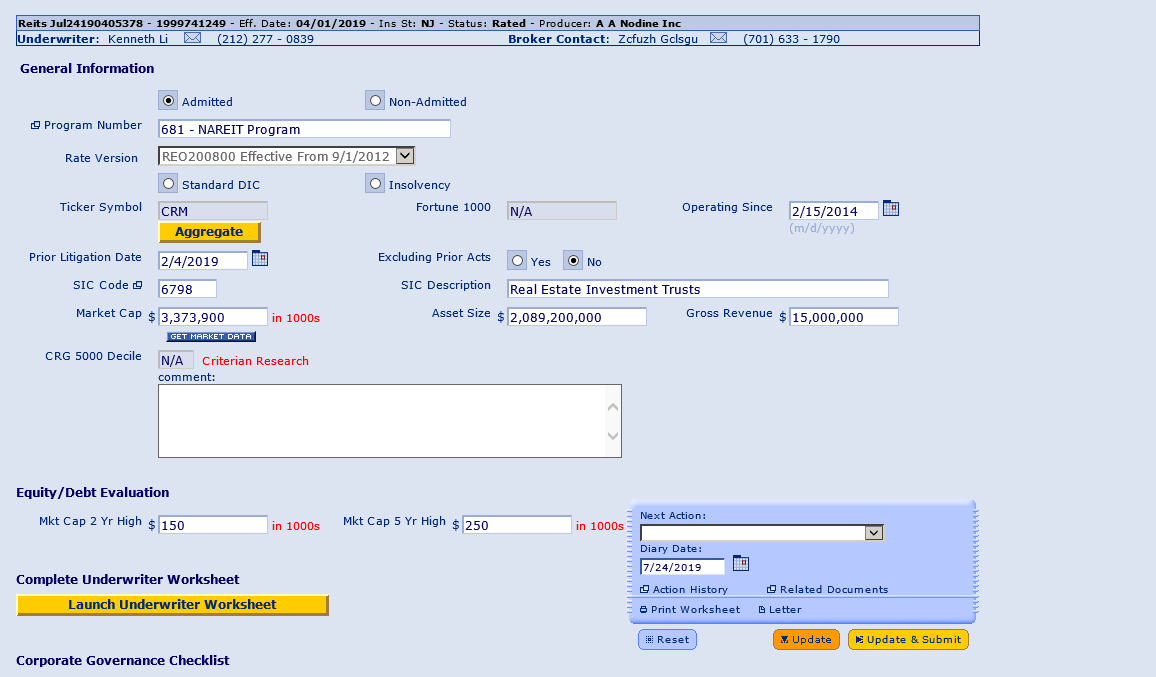 Reits Jul24190405378 - 1999741249 - Eff. Date: 04/01/2019 - Ins St: NJ - Status: Rated - Producer: A A Nodine Inc
Underwriter: Kenneth Li (212) 277 - 0839 Broker Contact: Zcfuzh Gclsgu (701) 633 - 1790
General Information
Admitted Non-Admitted
Program Number 681 - NAREIT Program
Rate Version REO200800 Effective From 9/1/2012
Standard DIC Insolvency
Ticker Symbol CRM Fortune 1000 N/A Operating Since 2/15/2014
(m/d/yyyy)
Aggregate
Prior Litigation Date 2/4/2019 Excluding Prior Acts Yes No
SIC Code 6798 SIC Description Real Estate Investment Trusts
Market Cap $ 3,373,900 in 1000s Asset Size $ 2,089,200,000 Gross Revenue $ 15,000,000
GET MARKET DATA
CRG 5000 Decile N/A Criterian Research
comment:
Equity/Debt Evaluation
Mkt Cap 2 Yr High $ 150 in 1000s Mkt Cap 5 Yr High $ 250 in 1000s
Next Action:
Diary Date:
7/24/2019
Action History Related Documents
Print Worksheet Letter
Reset Update Update & Submit
Complete Underwriter Worksheet
Launch Underwriter Worksheet
Corporate Governance Checklist